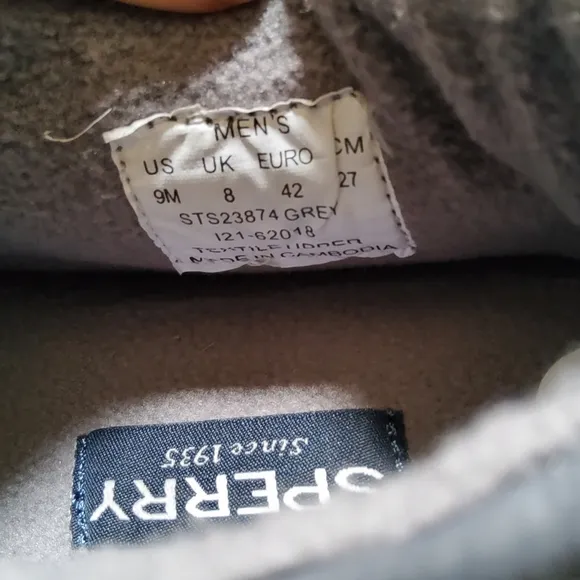 MEN'S
US UK EURO CM
9M 8 42 27
STS23874 GREY
I21-62018
TEXTILE UPPER
MADE IN CAMBODIA
Since 1935
SPERRY